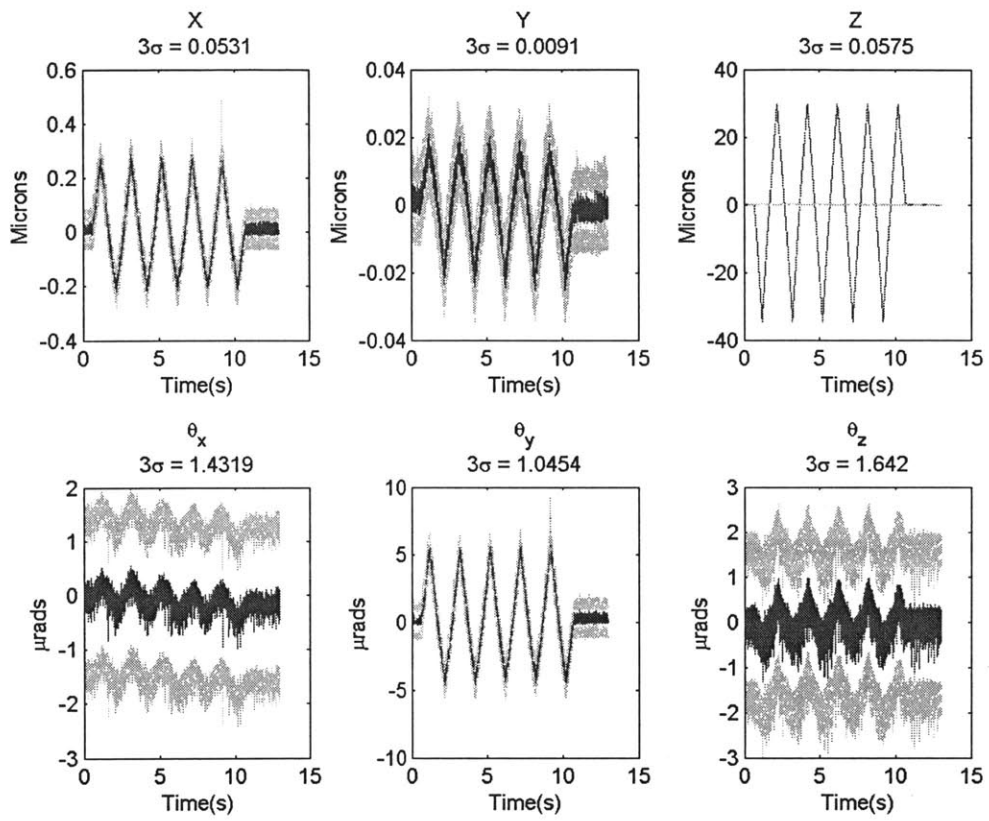 X
3σ = 0.0531
0.6
0.4
0.2
0
-0.2
-0.4
Microns
0 5 10 15
Time(s)
Y
3σ = 0.0091
0.04
0.02
0
-0.02
-0.04
Microns
0 5 10 15
Time(s)
Z
3σ = 0.0575
40
20
0
-20
-40
Microns
0 5 10 15
Time(s)
θx
3σ = 1.4319
2
1
0
-1
-2
-3
μrads
0 5 10 15
Time(s)
θy
3σ = 1.0454
10
5
0
-5
-10
μrads
0 5 10 15
Time(s)
θz
3σ = 1.642
3
2
1
0
-1
-2
-3
μrads
0 5 10 15
Time(s)